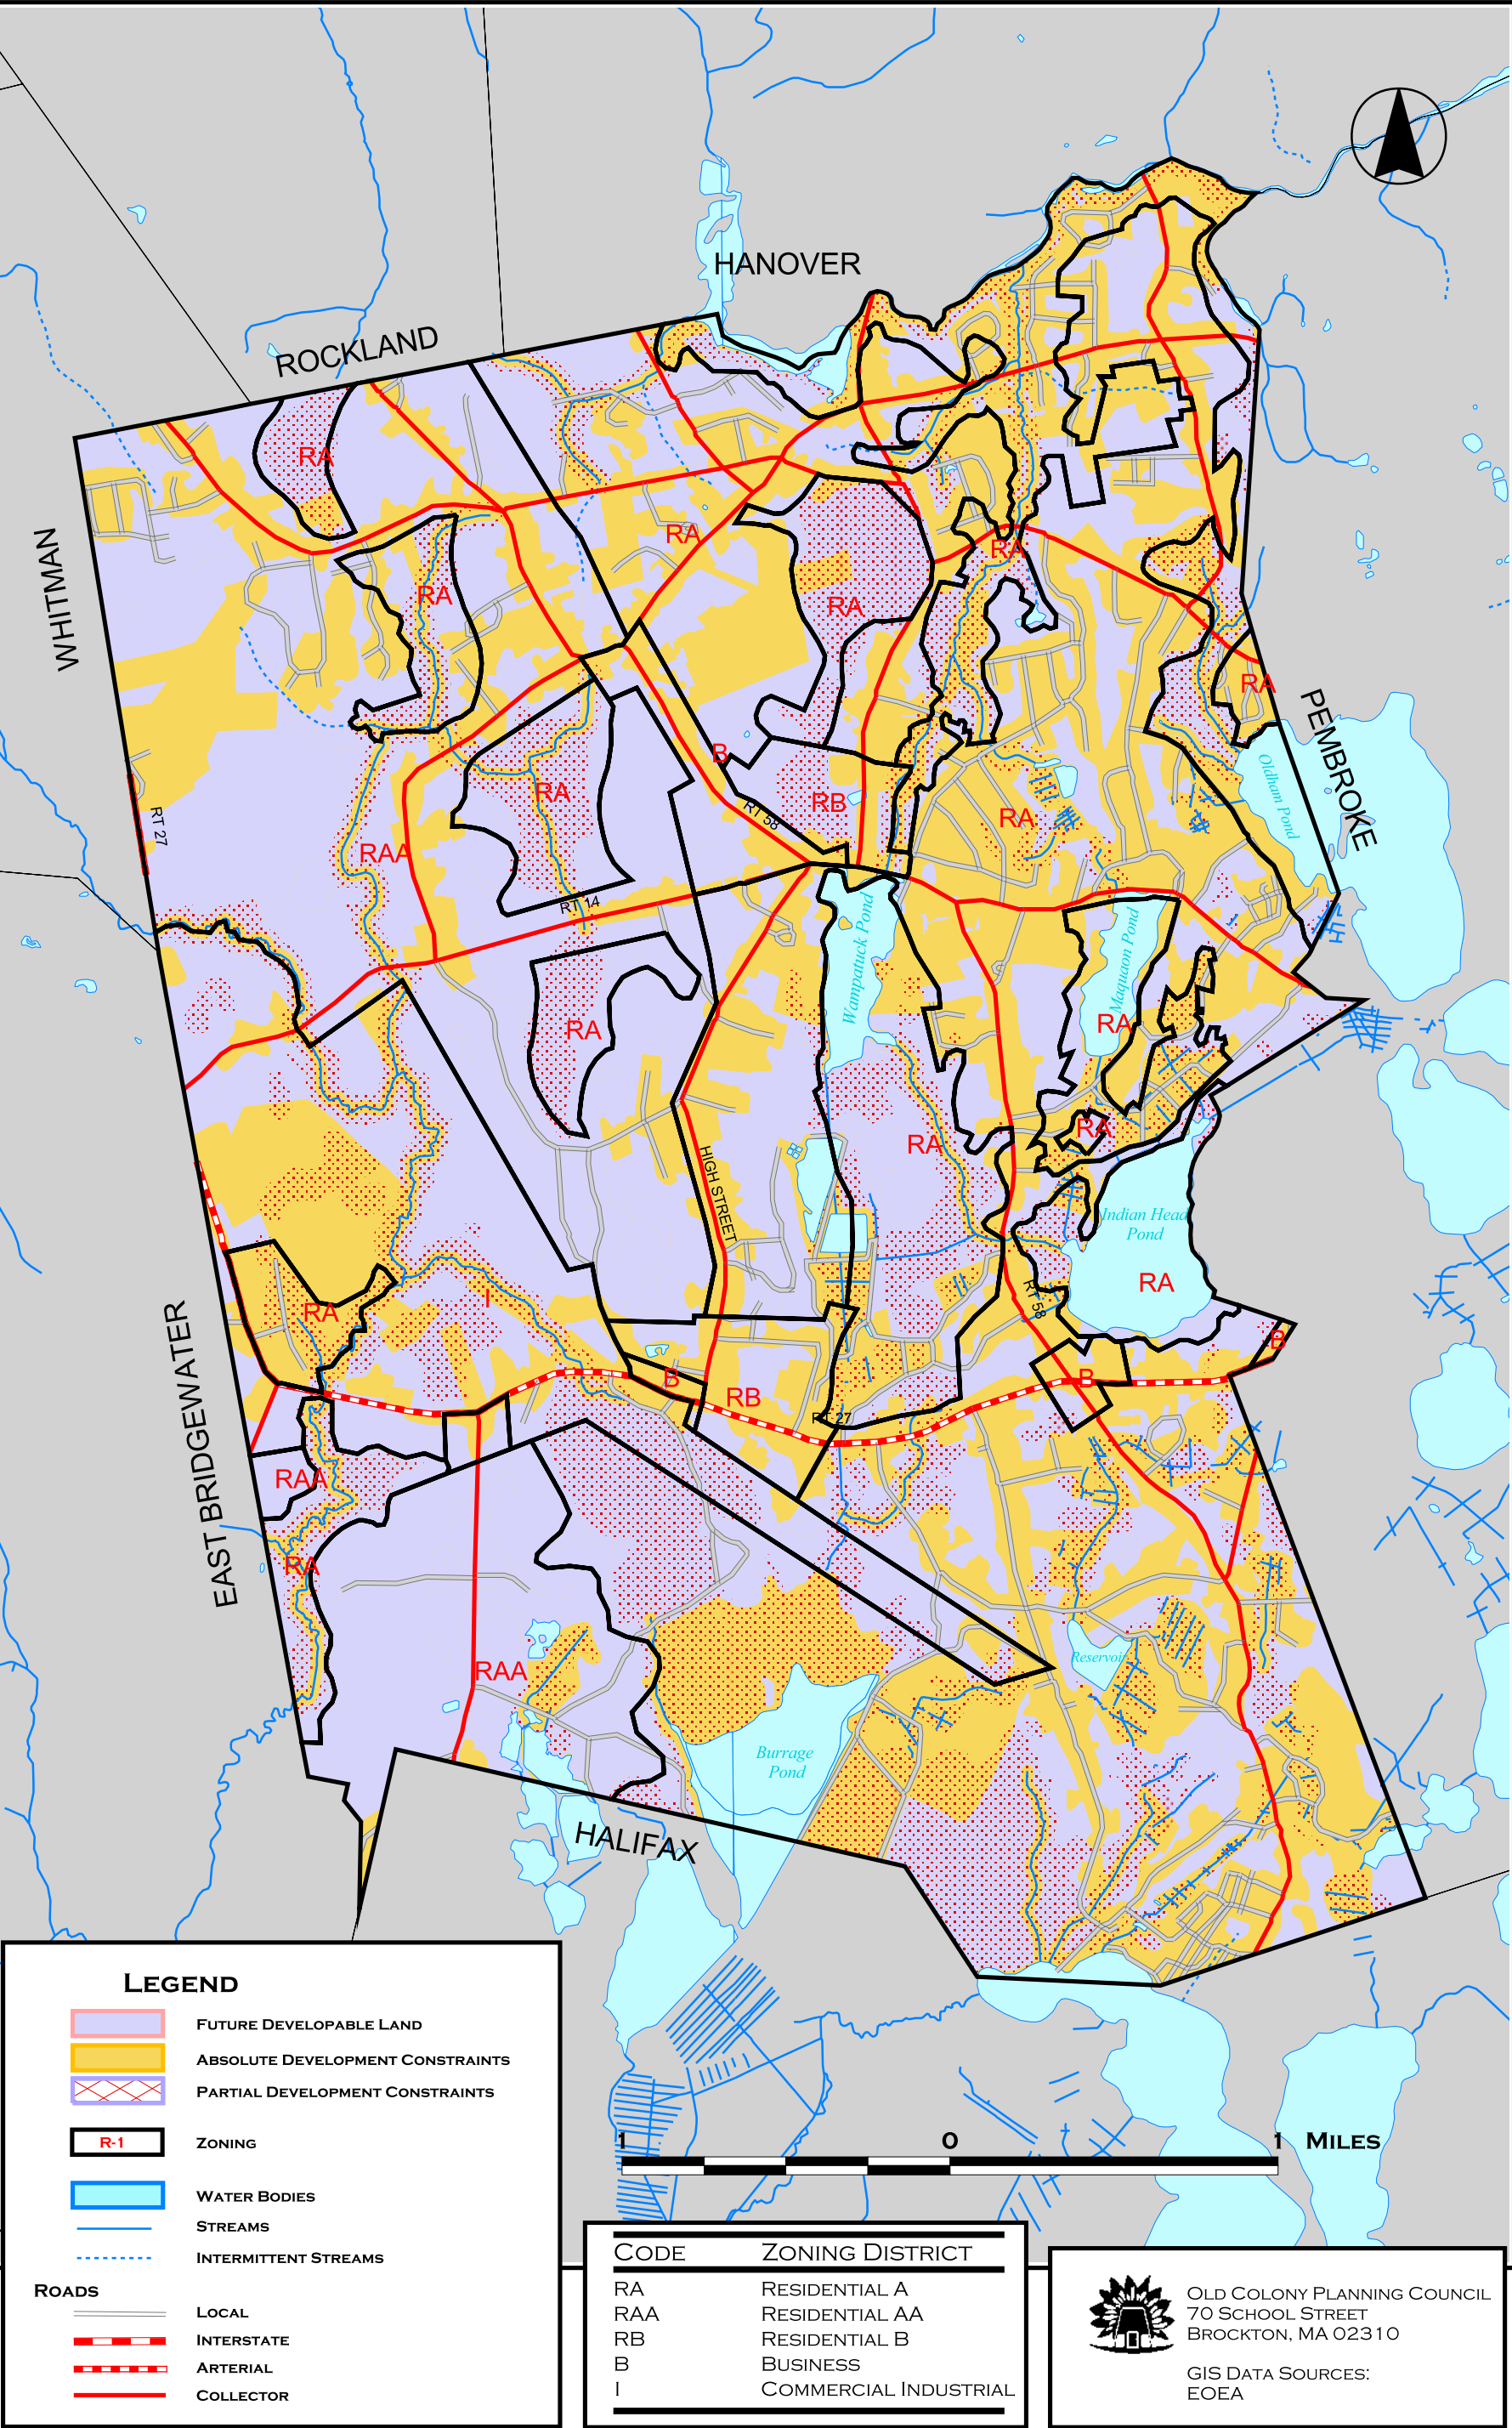 HANOVER
ROCKLAND
RA
WHITMAN
RA
RA
RA
RA
RA
RA
PEMBROKE
B
Oldham Pond
RA
RB
RT 58
RA
RT 27
RAA
RT 14
Wampatuck Pond
Maquaon Pond
RA
RA
RA
RA
HIGH STREET
Indian Head
Pond
RA
I
RT 58
RA
EAST BRIDGEWATER
B
B
B
RB
RT 27
RAA
RA
Reservoir
RAA
Burrage
Pond
HALIFAX
LEGEND
FUTURE DEVELOPABLE LAND
ABSOLUTE DEVELOPMENT CONSTRAINTS
PARTIAL DEVELOPMENT CONSTRAINTS
R-1 ZONING
WATER BODIES
STREAMS
INTERMITTENT STREAMS
ROADS
LOCAL
INTERSTATE
ARTERIAL
COLLECTOR
1 0 1 MILES
CODE ZONING DISTRICT
RA RESIDENTIAL A
RAA RESIDENTIAL AA
RB RESIDENTIAL B
B BUSINESS
I COMMERCIAL INDUSTRIAL
OLD COLONY PLANNING COUNCIL
70 SCHOOL STREET
BROCKTON, MA 02310
GIS DATA SOURCES:
EOEA